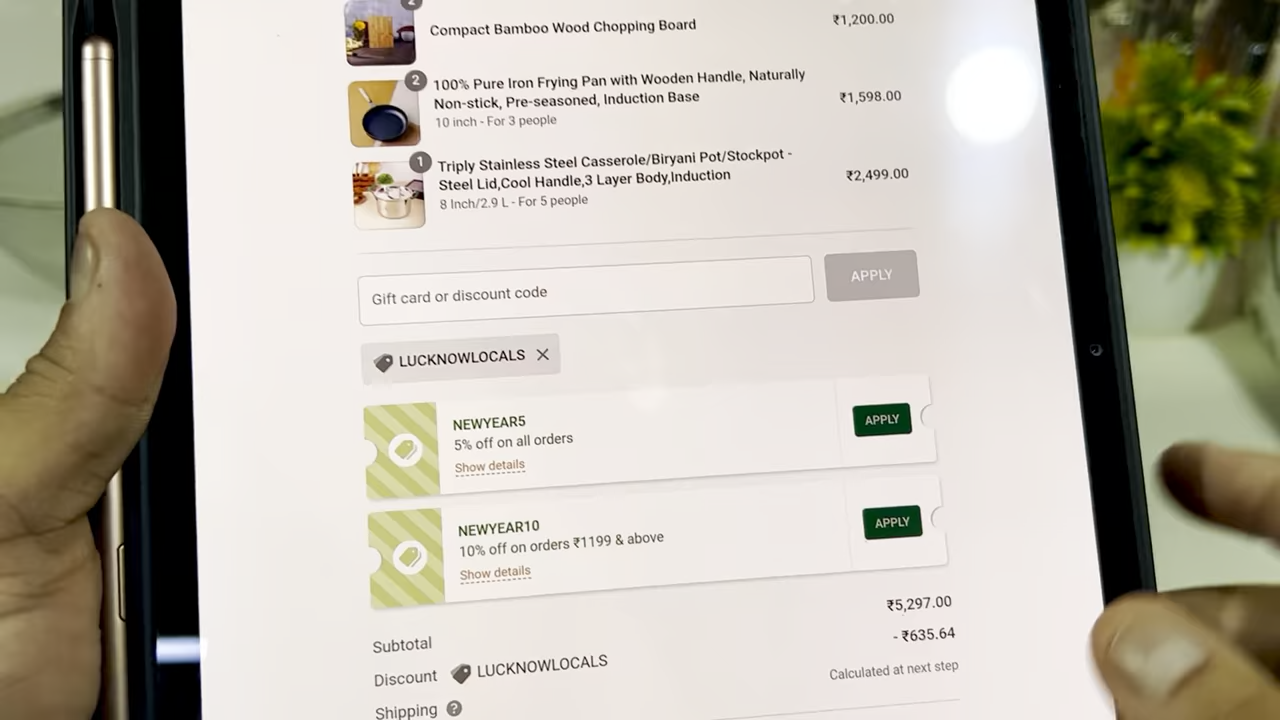 2
Compact Bamboo Wood Chopping Board
₹1,200.00
2
100% Pure Iron Frying Pan with Wooden Handle, Naturally
Non-stick, Pre-seasoned, Induction Base
10 inch - For 3 people
₹1,598.00
1
Triply Stainless Steel Casserole/Biryani Pot/Stockpot -
Steel Lid,Cool Handle,3 Layer Body,Induction
8 Inch/2.9 L - For 5 people
₹2,499.00
Gift card or discount code
APPLY
LUCKNOWLOCALS
NEWYEAR5
5% off on all orders
Show details
APPLY
NEWYEAR10
10% off on orders ₹1199 & above
Show details
APPLY
Subtotal
₹5,297.00
Discount LUCKNOWLOCALS
- ₹635.64
Shipping ?
Calculated at next step